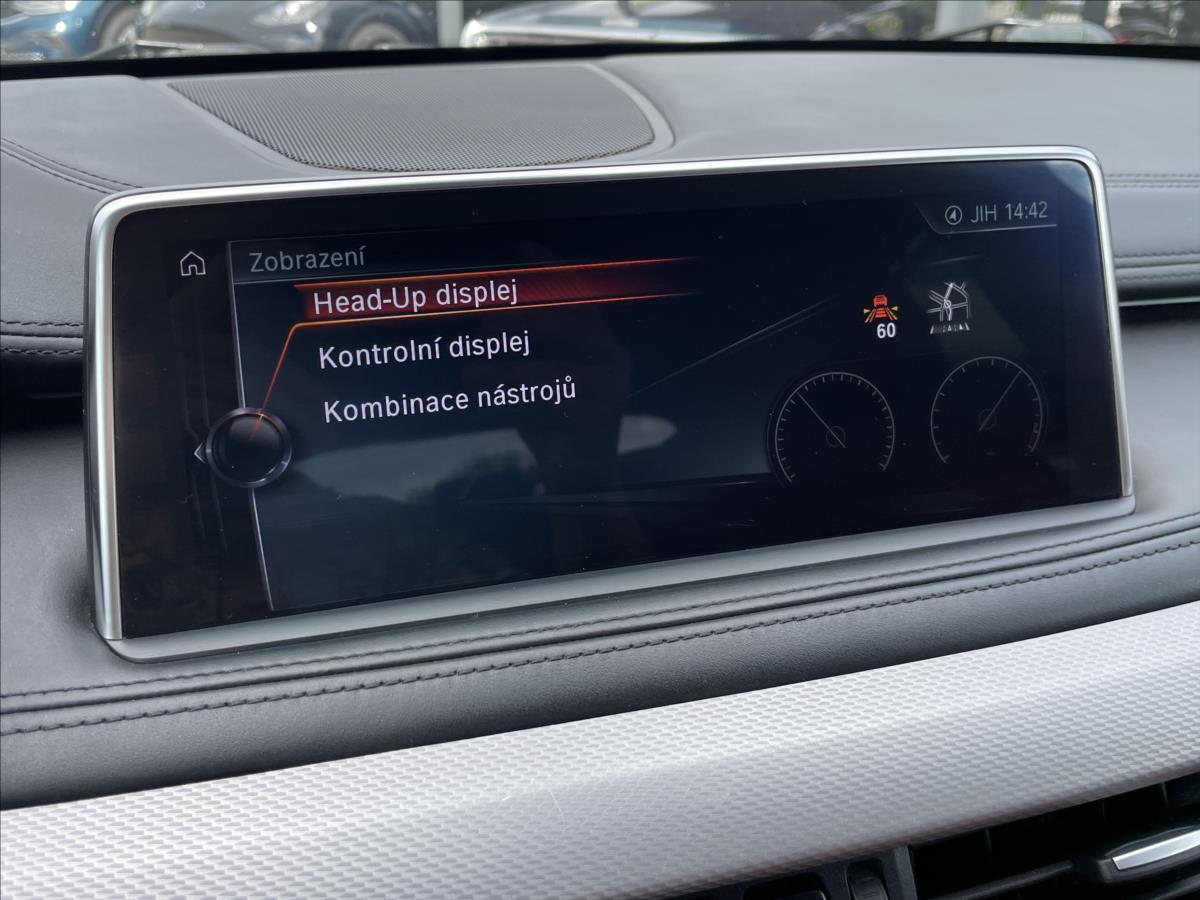 JIH 14:42
Zobrazení
Head-Up displej
Kontrolní displej
Kombinace nástrojů
60